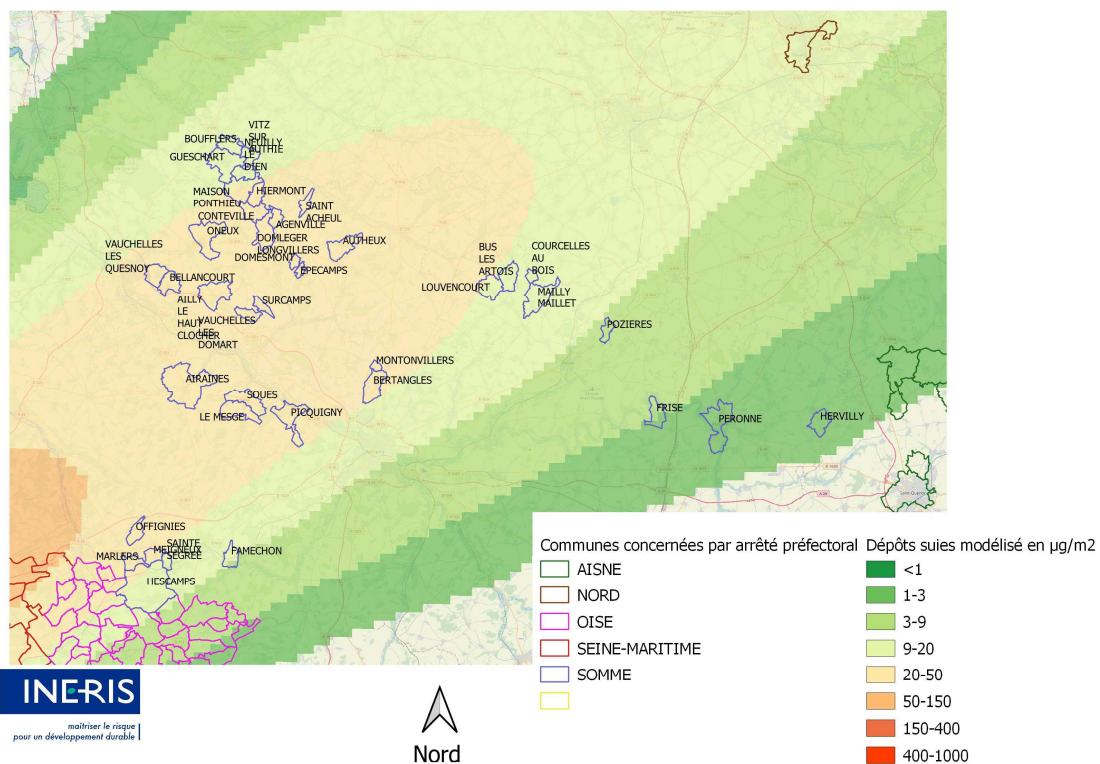 VITZ
SUR
AUTHIE
BOUFFLERS
NEUILLY
LE
DIEN
GUESCHART
MAISON
PONTHIEU
HIERMONT
SAINT
ACHEUL
CONTEVILLE
AGENVILLE
ONEUX
DOMLEGER
LONGVILLERS
AUTHEUX
DOMESMONT
EPECAMPS
VAUCHELLES
LES
QUESNOY
BELLANCOURT
BUS
LES
ARTOIS
COURCELLES
AU
BOIS
LOUVENCOURT
MAILLY
MAILLET
AILLY
LE
HAUT
CLOCHER
SURCAMPS
VAUCHELLES
LES
DOMART
POZIERES
MONTONVILLERS
BERTANGLES
AIRAINES
SOUES
LE MESGE
PICQUIGNY
FRISE
PERONNE
HERVILLY
OFFIGNIES
SAINTE
SEGREE
MEIGNEUX
MARLERS
FAMECHON
Communes concernées par arrêté préfectoral
AISNE
NORD
OISE
SEINE-MARITIME
SOMME
Dépôts suies modélisé en µg/m2
<1
1-3
3-9
9-20
20-50
50-150
150-400
400-1000
INERIS
maîtriser le risque
pour un développement durable
Nord